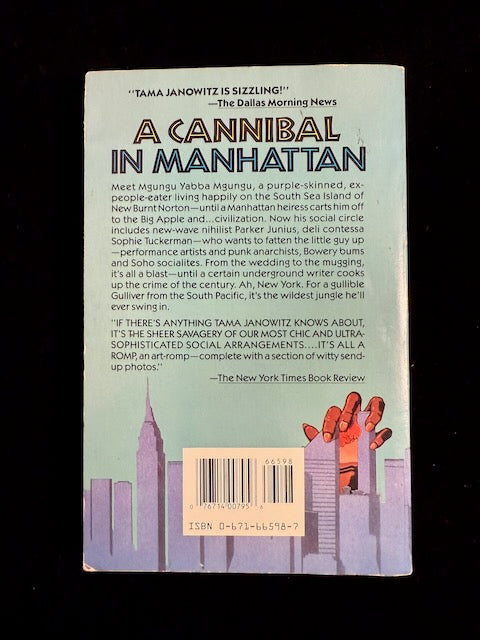 "TAMA JANOWITZ IS SIZZLING!"
—The Dallas Morning News
A CANNIBAL
IN MANHATTAN
Meet Mgungu Yabba Mgungu, a purple-skinned, ex-
people-eater living happily on the South Sea Island of
New Burnt Norton—until a Manhattan heiress carts him off
to the Big Apple and...civilization. Now his social circle
includes new-wave nihilist Parker Junius, deli contessa
Sophie Tuckerman—who wants to fatten the little guy up
—performance artists and punk anarchists, Bowery bums
and Soho socialites. From the wedding to the mugging,
it's all a blast—until a certain underground writer cooks
up the crime of the century. Ah, New York. For a gullible
Gulliver from the South Pacific, it's the wildest jungle he'll
ever swing in.
"IF THERE'S ANYTHING TAMA JANOWITZ KNOWS ABOUT,
IT'S THE SHEER SAVAGERY OF OUR MOST CHIC AND ULTRA-
SOPHISTICATED SOCIAL ARRANGEMENTS....IT'S ALL A
ROMP, an art-romp—complete with a section of witty send-
up photos."
—The New York Times Book Review
66598
0 76714 00795 6
ISBN 0-671-66598-7